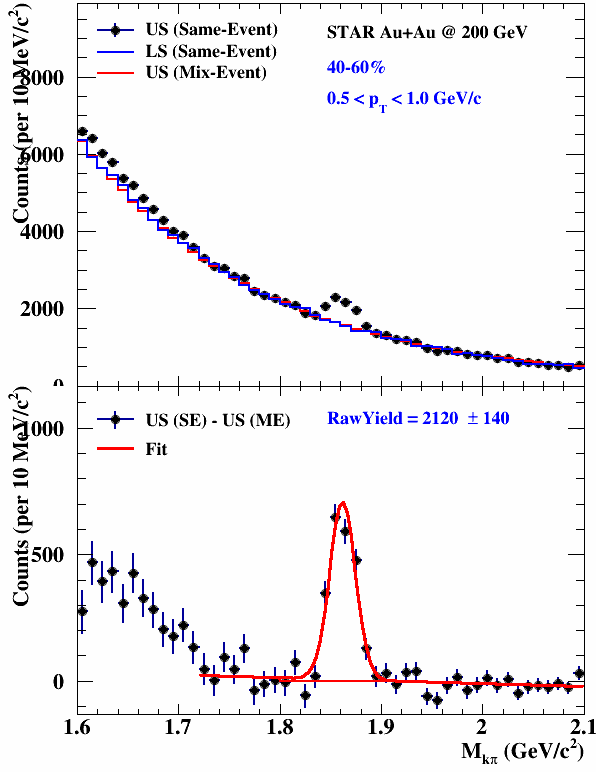 US (Same-Event)
LS (Same-Event)
US (Mix-Event)
STAR Au+Au @ 200 GeV
40-60%
0.5 < p_T < 1.0 GeV/c
Counts (per 10 MeV/c²)
8000
6000
4000
2000
0
US (SE) - US (ME)
Fit
RawYield = 2120 ± 140
Counts (per 10 MeV/c²)
1000
500
0
1.6 1.7 1.8 1.9 2 2.1
M_kπ (GeV/c²)